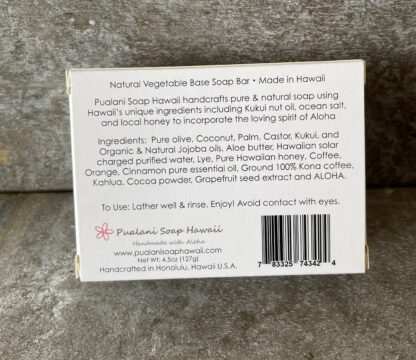 Natural Vegetable Base Soap Bar • Made in Hawaii
Pualani Soap Hawaii handcrafts pure & natural soap using
Hawaii's unique ingredients including Kukui nut oil, ocean salt,
and local honey to incorporate the loving spirit of Aloha
Ingredients: Pure olive, Coconut, Palm, Castor, Kukui, and
Organic & Natural Jojoba oils, Aloe butter, Hawaiian solar
charged purified water, Lye, Pure Hawaiian honey, Coffee,
Orange, Cinnamon pure essential oil, Ground 100% Kona coffee,
Kahlua, Cocoa powder, Grapefruit seed extract and ALOHA.
To Use: Lather well & rinse. Enjoy! Avoid contact with eyes.
Pualani Soap Hawaii
Handmade with Aloha
www.pualanisoaphawaii.com
Net Wt: 4.5oz (127g)
Handcrafted in Honolulu, Hawaii U.S.A.
7 83325 74342 4